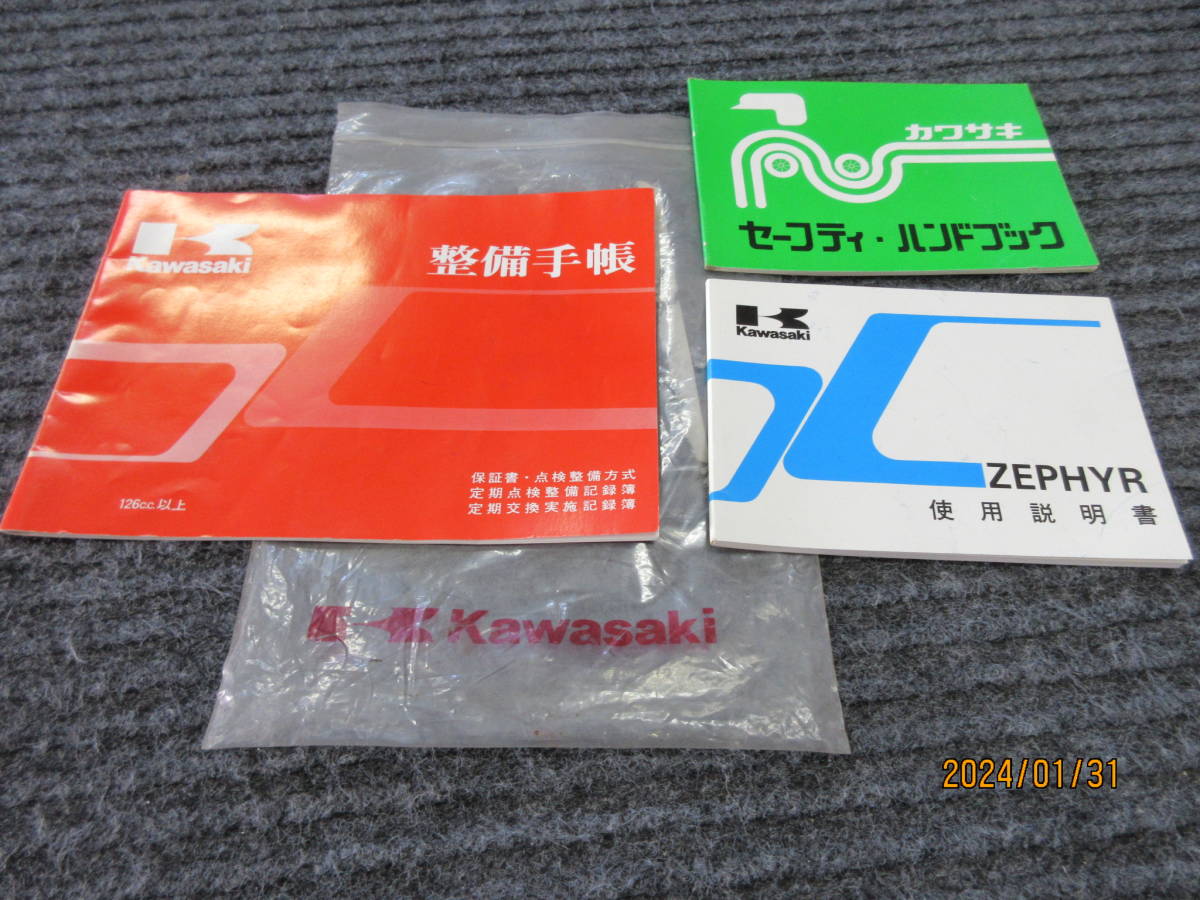 Kawasaki
整備手帳
保証書・点検整備方式
定期点検整備記録簿
定期交換実施記録簿
126c.c.以上
カワサキ
セーフティ・ハンドブック
Kawasaki
ZEPHYR
使用説明書
Kawasaki
2024/01/31